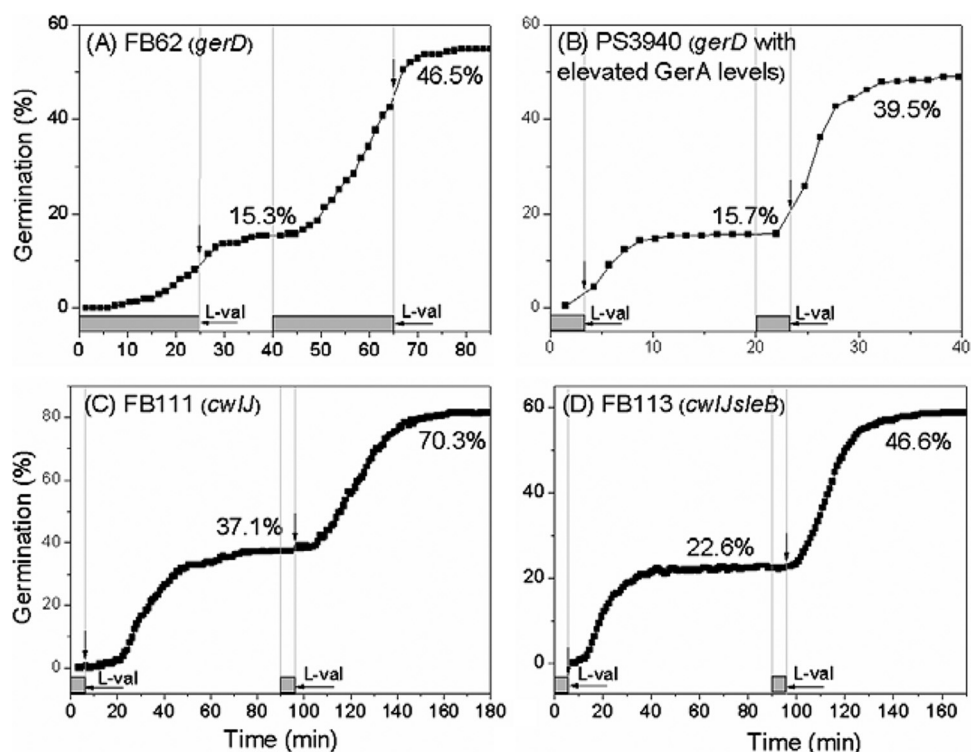 (A) FB62 (gerD)
60
40
20
0
Germination (%)
15.3%
46.5%
L-val
L-val
0 10 20 30 40 50 60 70 80
(B) PS3940 (gerD with
elevated GerA levels)
60
40
20
0
15.7%
39.5%
L-val
L-val
0 10 20 30 40
(C) FB111 (cwlJ)
80
60
40
20
0
Germination (%)
37.1%
70.3%
L-val
L-val
0 20 40 60 80 100 120 140 160 180
Time (min)
(D) FB113 (cwlJsleB)
60
40
20
0
22.6%
46.6%
L-val
L-val
0 20 40 60 80 100 120 140 160
Time (min)